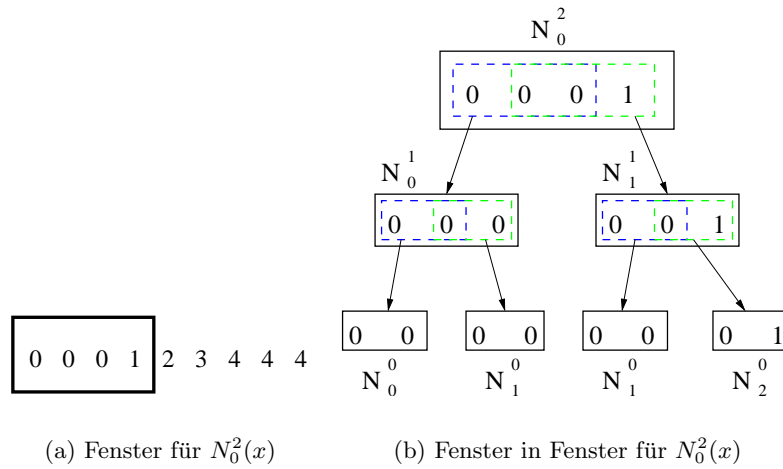 N_0^2
0 0 0 1
N_0^1 N_1^1
0 0 0 0 0 1
0 0 0 0 0 0 0 1
N_0^0 N_1^0 N_1^0 N_2^0
0 0 0 1 2 3 4 4 4
(a) Fenster für N_0^2(x)
(b) Fenster in Fenster für N_0^2(x)